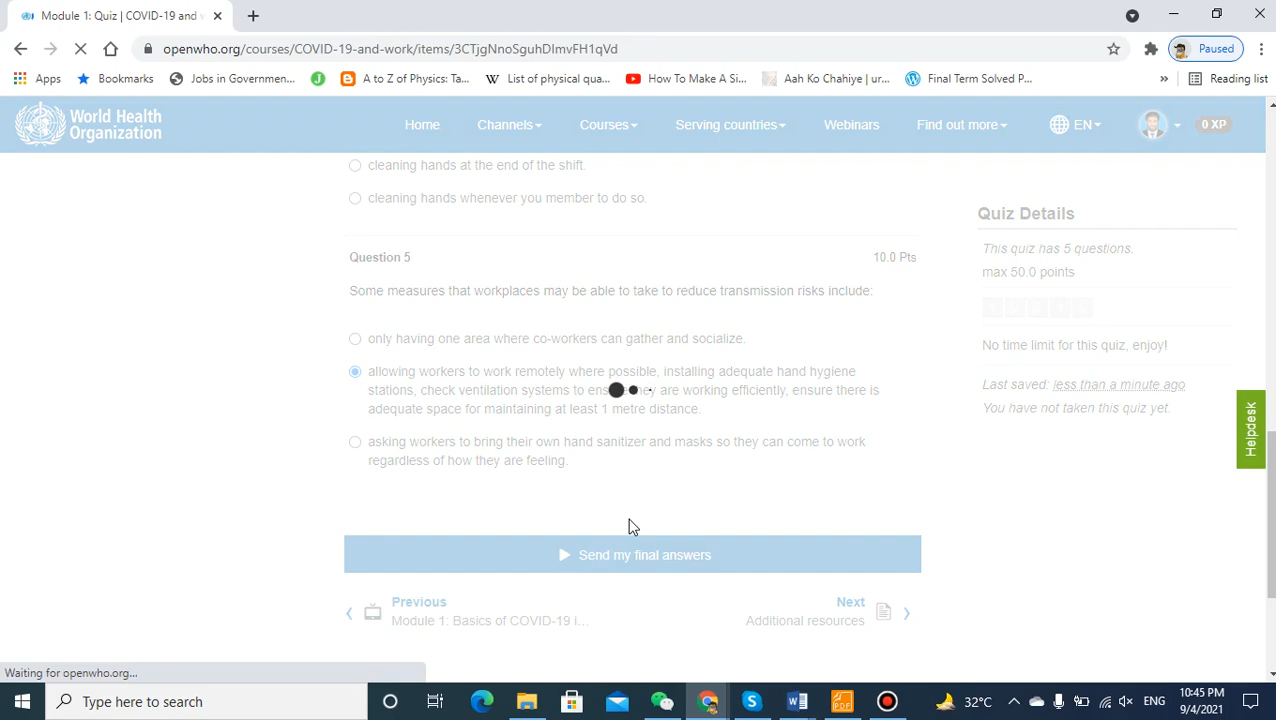 Module 1: Quiz | COVID-19 and w
openwho.org/courses/COVID-19-and-work/items/3CTjgNnoSguhDImvFH1qVd
Paused
Apps
Bookmarks
Jobs in Governmen...
A to Z of Physics: Ta...
List of physical qua...
How To Make A Si...
Aah Ko Chahiye | ur...
Final Term Solved P...
»
Reading list
World Health
Organization
Home
Channels
Courses
Serving countries
Webinars
Find out more
EN
0 XP
cleaning hands at the end of the shift.
cleaning hands whenever you member to do so.
Question 5
10.0 Pts
Some measures that workplaces may be able to take to reduce transmission risks include:
only having one area where co-workers can gather and socialize.
allowing workers to work remotely where possible, installing adequate hand hygiene
stations, check ventilation systems to ensure they are working efficiently, ensure there is
adequate space for maintaining at least 1 metre distance.
asking workers to bring their own hand sanitizer and masks so they can come to work
regardless of how they are feeling.
Send my final answers
Previous
Module 1: Basics of COVID-19 i...
Next
Additional resources
Quiz Details
This quiz has 5 questions.
max 50.0 points
No time limit for this quiz, enjoy!
Last saved: less than a minute ago
You have not taken this quiz yet.
Helpdesk
Waiting for openwho.org...
Type here to search
32°C
ENG
10:45 PM
9/4/2021